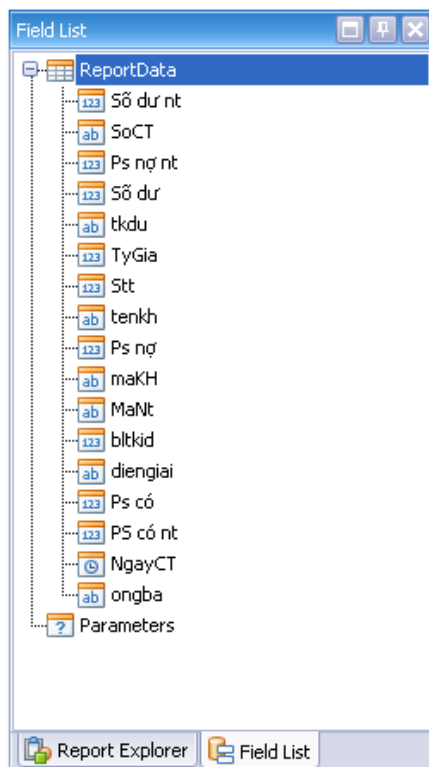 Field List
ReportData
Số dư nt
SoCT
Ps nợ nt
Số dư
tkdu
TyGia
Stt
tenkh
Ps nợ
maKH
MaNt
bltkid
diengiai
Ps có
PS có nt
NgayCT
ongba
Parameters
Report Explorer Field List